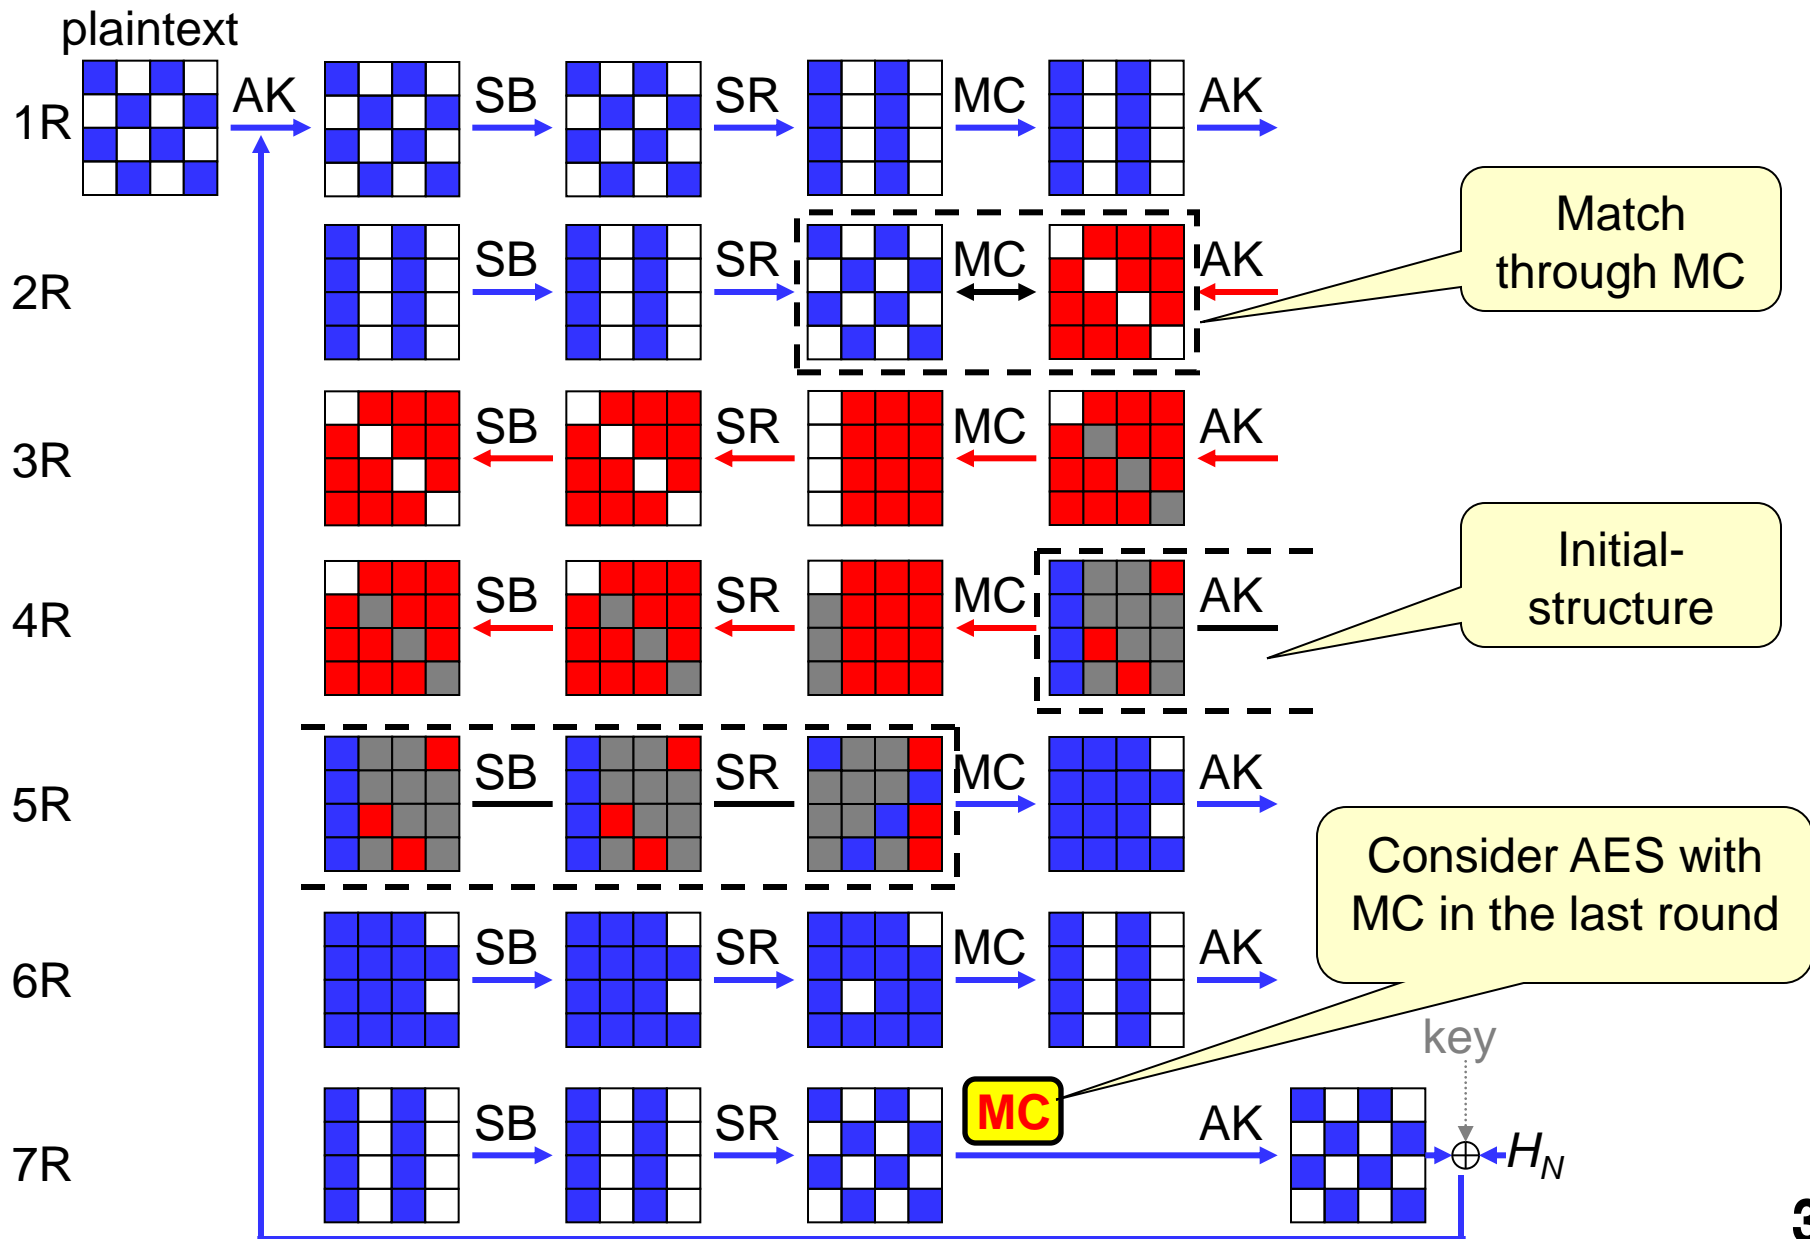 plaintext
1R
AK
SB
SR
MC
AK
2R
SB
SR
MC
AK
Match
through MC
3R
SB
SR
MC
AK
4R
SB
SR
MC
AK
Initial-
structure
5R
SB
SR
MC
AK
Consider AES with
MC in the last round
6R
SB
SR
MC
AK
key
7R
SB
SR
MC
AK
H_N
3